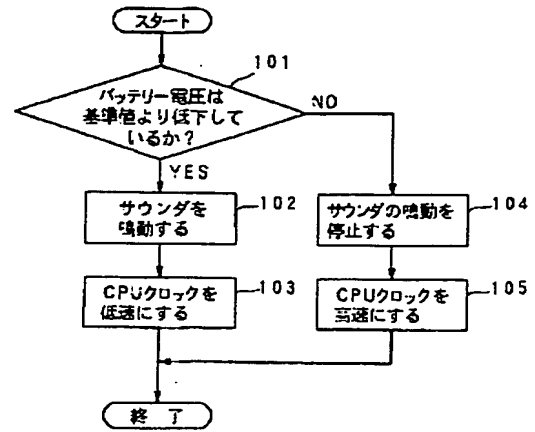 スタート
101
バッテリー電圧は
基準値より低下して
いるか?
NO
YES
サウンダを
鳴動する
102
サウンダの鳴動を
停止する
104
CPUクロックを
低速にする
103
CPUクロックを
高速にする
105
終了